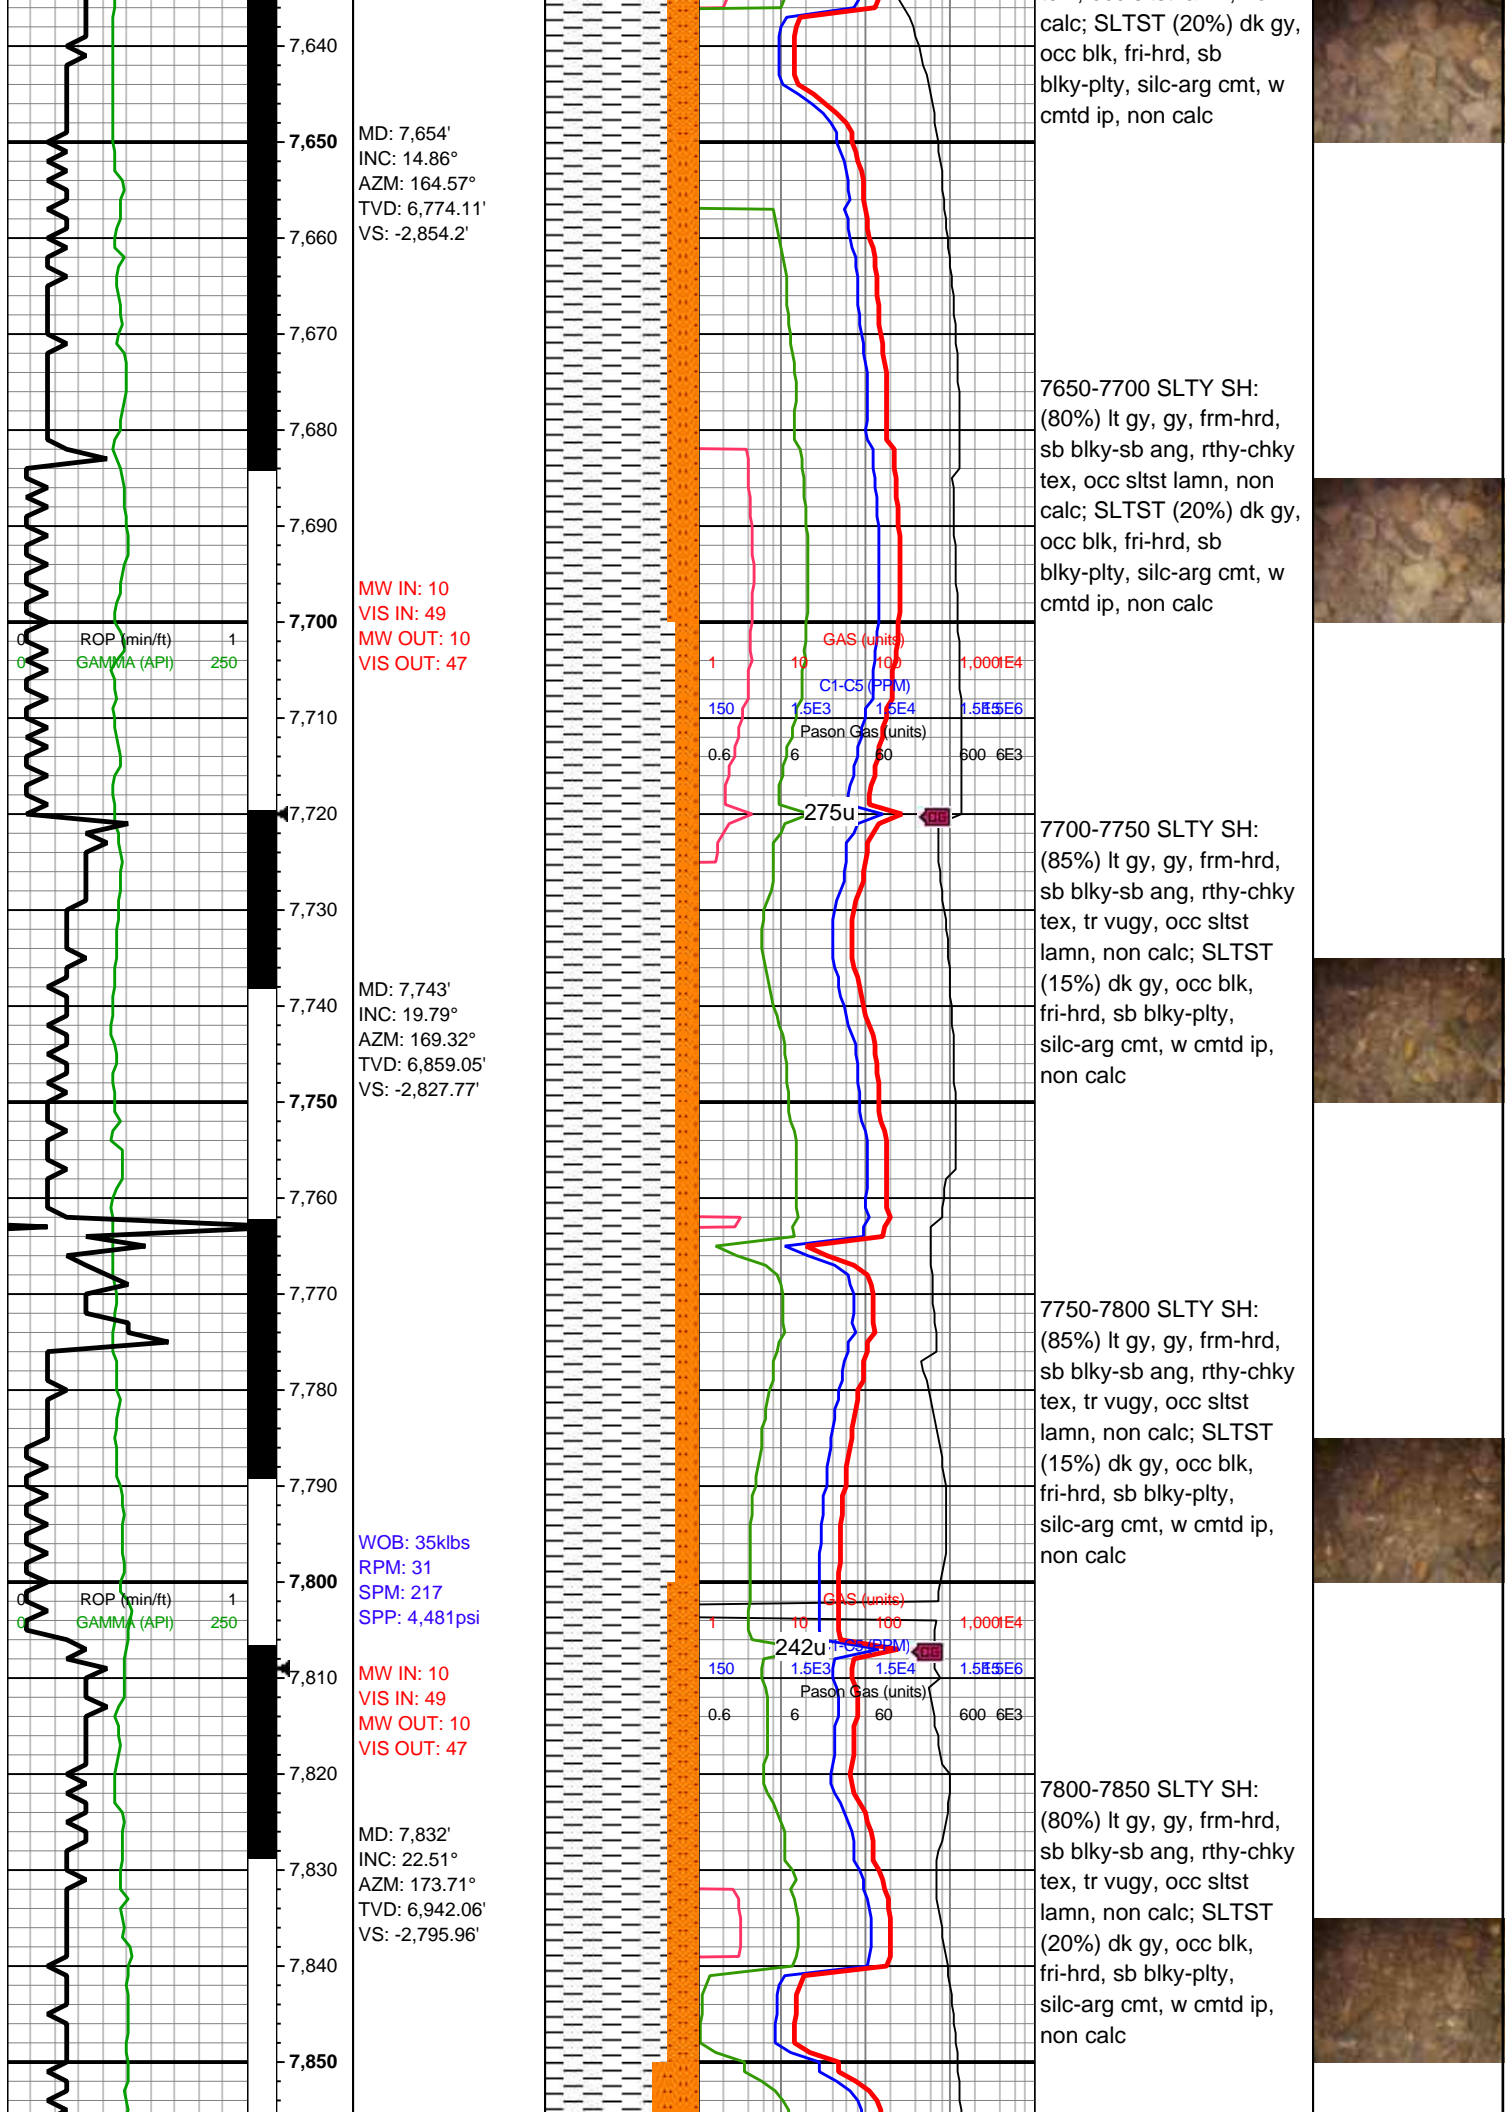 calc; SLTST (20%) dk gy,
occ blk, fri-hrd, sb
blky-plty, silc-arg cmt, w
cmtd ip, non calc
7,640
7,650
7,660
7,670
7,680
7,690
7,700
MD: 7,654'
INC: 14.86°
AZM: 164.57°
TVD: 6,774.11'
VS: -2,854.2'
7650-7700 SLTY SH:
(80%) lt gy, gy, frm-hrd,
sb blky-sb ang, rthy-chky
tex, occ sltst lamn, non
calc; SLTST (20%) dk gy,
occ blk, fri-hrd, sb
blky-plty, silc-arg cmt, w
cmtd ip, non calc
MW IN: 10
VIS IN: 49
MW OUT: 10
VIS OUT: 47
0 ROP (min/ft) 1
0 GAMMA (API) 250
GAS (units)
1 10 100 1,000 1E4
C1-C5 (PPM)
150 1.5E3 1.5E4 1.5E5 1.5E6
Pason Gas (units)
0.6 6 60 600 6E3
7,710
7,720
7,730
7,740
7,750
7,760
7,770
7,780
7,790
7,800
275u
CG
7700-7750 SLTY SH:
(85%) lt gy, gy, frm-hrd,
sb blky-sb ang, rthy-chky
tex, tr vugy, occ sltst
lamn, non calc; SLTST
(15%) dk gy, occ blk,
fri-hrd, sb blky-plty,
silc-arg cmt, w cmtd ip,
non calc
MD: 7,743'
INC: 19.79°
AZM: 169.32°
TVD: 6,859.05'
VS: -2,827.77'
7750-7800 SLTY SH:
(85%) lt gy, gy, frm-hrd,
sb blky-sb ang, rthy-chky
tex, tr vugy, occ sltst
lamn, non calc; SLTST
(15%) dk gy, occ blk,
fri-hrd, sb blky-plty,
silc-arg cmt, w cmtd ip,
non calc
WOB: 35klbs
RPM: 31
SPM: 217
SPP: 4,481psi
0 ROP (min/ft) 1
0 GAMMA (API) 250
GAS (units)
1 10 100 1,000 1E4
242u
CG
1-C5 (PPM)
150 1.5E3 1.5E4 1.5E5 1.5E6
Pason Gas (units)
0.6 6 60 600 6E3
MW IN: 10
VIS IN: 49
MW OUT: 10
VIS OUT: 47
7,810
7,820
7,830
7,840
7,850
MD: 7,832'
INC: 22.51°
AZM: 173.71°
TVD: 6,942.06'
VS: -2,795.96'
7800-7850 SLTY SH:
(80%) lt gy, gy, frm-hrd,
sb blky-sb ang, rthy-chky
tex, tr vugy, occ sltst
lamn, non calc; SLTST
(20%) dk gy, occ blk,
fri-hrd, sb blky-plty,
silc-arg cmt, w cmtd ip,
non calc